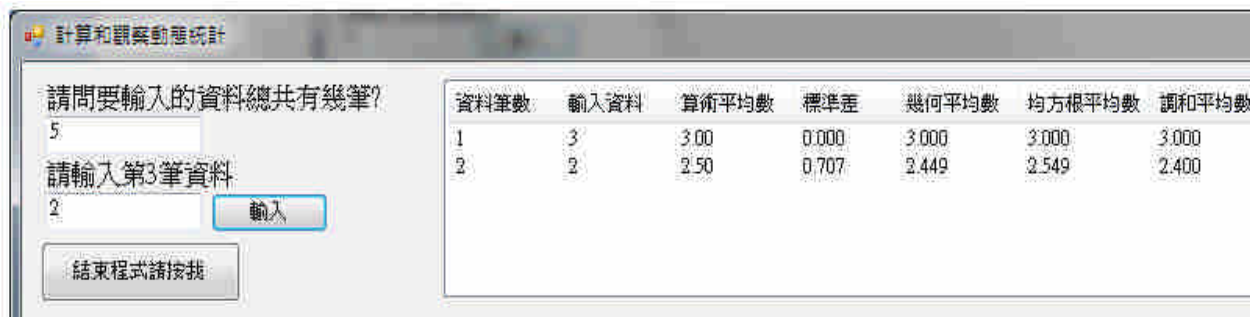 計算和觀察動態統計
請問要輸入的資料總共有幾筆?
5
請輸入第3筆資料
2 輸入
結束程式請按我
資料筆數 輸入資料 算術平均數 標準差 幾何平均數 均方根平均數 調和平均數
1 3 3.00 0.000 3.000 3.000 3.000
2 2 2.50 0.707 2.449 2.549 2.400